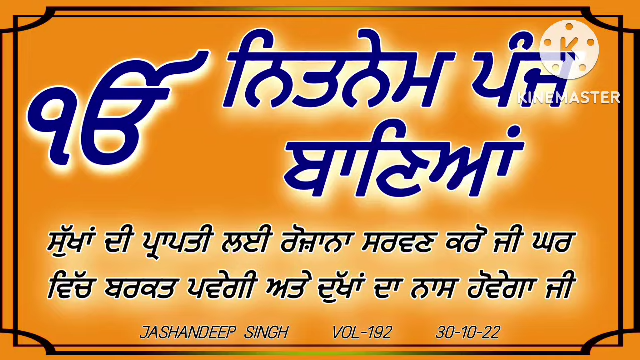 ੴ ਨਿਤਨੇਮ ਪੰਜ
ਬਾਣਿਆਂ
KINEMASTER
ਸੁੱਖਾਂ ਦੀ ਪ੍ਰਾਪਤੀ ਲਈ ਰੋਜ਼ਾਨਾ ਸਰਵਣ ਕਰੋ ਜੀ ਘਰ
ਵਿੱਚ ਬਰਕਤ ਪਵੇਗੀ ਅਤੇ ਦੁੱਖਾਂ ਦਾ ਨਾਸ ਹੋਵੇਗਾ ਜੀ
JASHANDEEP SINGH VOL-192 30-10-22